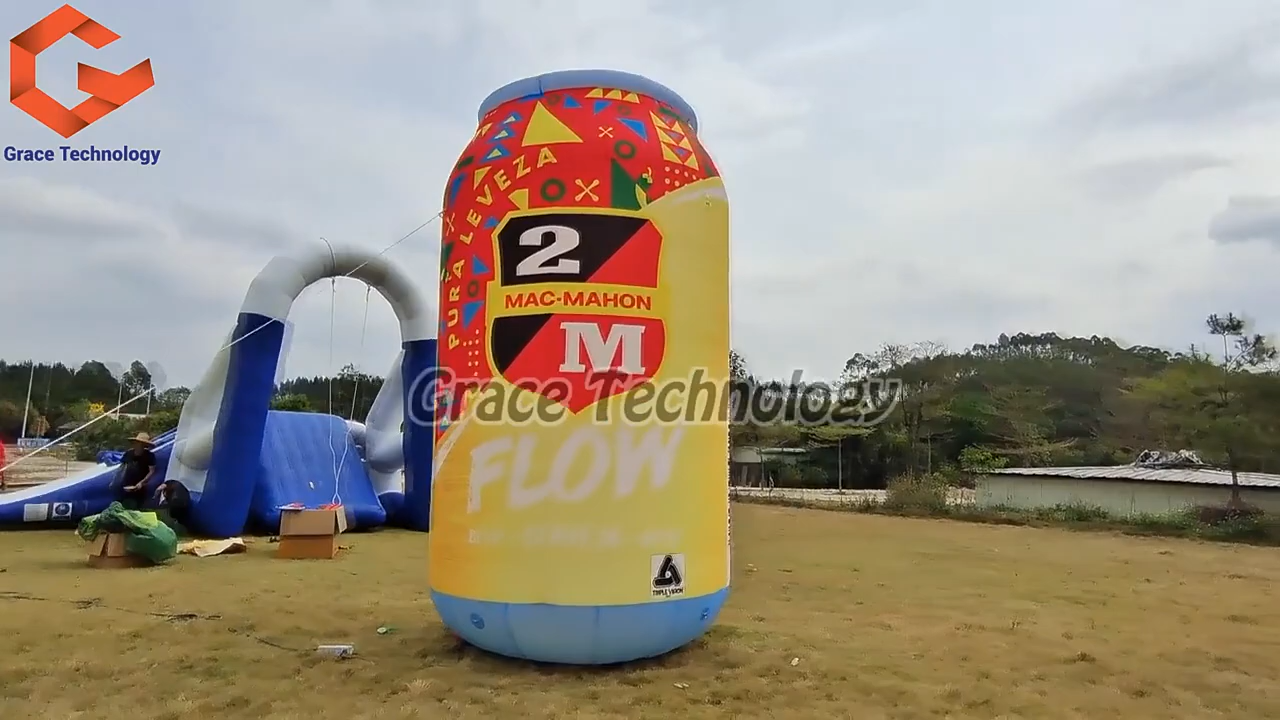 Grace Technology
PURA LEVEZA
2
MAC-MAHON
M
Grace Technology
FLOW
TRIPLE VISION